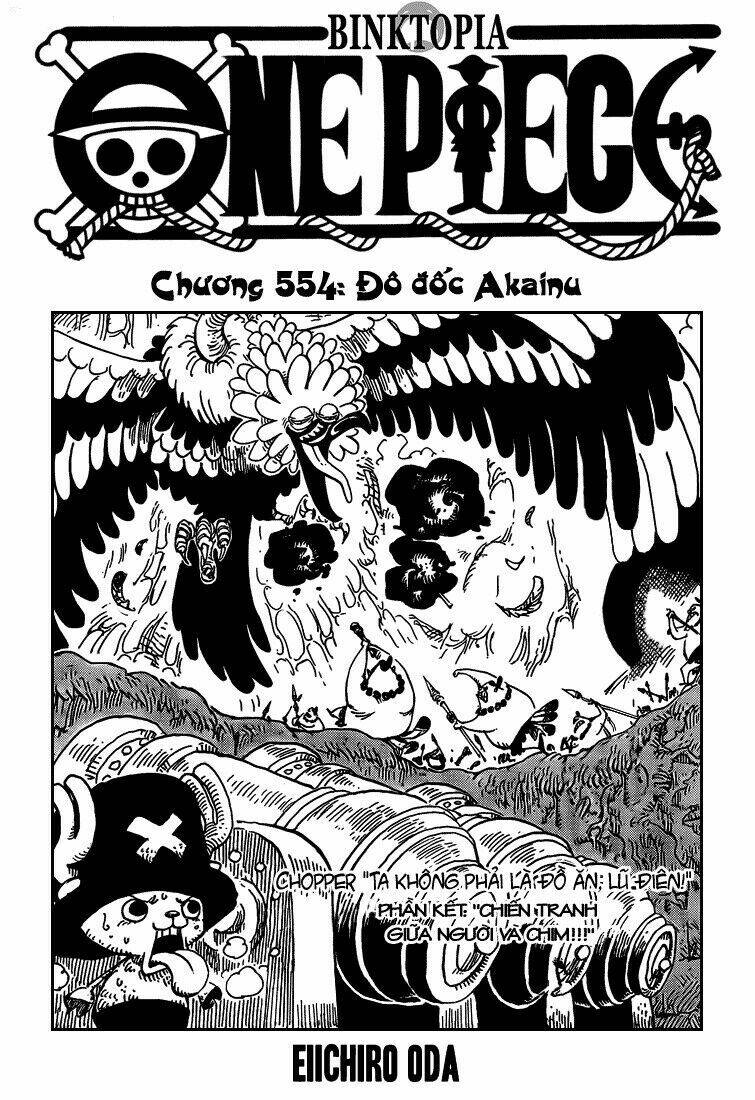 BINKTOPIA
ONE PIECE
Chương 554: Đô đốc Akainu
CHOPPER "TA KHÔNG PHẢI LÀ ĐỒ ĂN, LŨ ĐIÊN!"
PHẦN KẾT: "CHIẾN TRANH
GIỮA NGƯỜI VÀ CHIM!!!"
EIICHIRO ODA